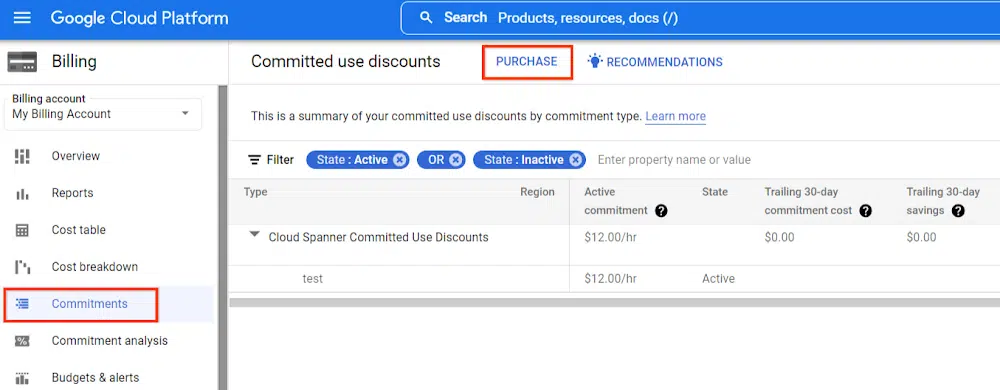 Google Cloud Platform
Search Products, resources, docs (/)
Billing
Committed use discounts
PURCHASE
RECOMMENDATIONS
Billing account
My Billing Account
This is a summary of your committed use discounts by commitment type. Learn more
Overview
Filter
State : Active
OR
State : Inactive
Enter property name or value
Reports
Type
Region
Active commitment
State
Trailing 30-day commitment cost
Trailing 30-day savings
Cost table
Cloud Spanner Committed Use Discounts
$12.00/hr
$0.00
$0.00
Cost breakdown
test
$12.00/hr
Active
Commitments
Commitment analysis
Budgets & alerts